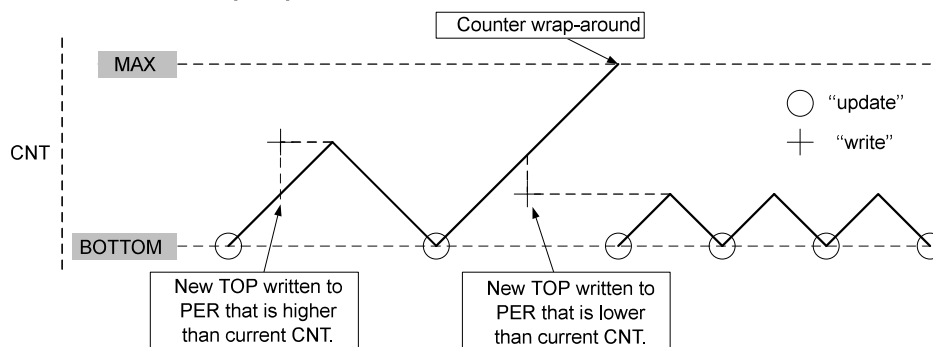 Counter wrap-around
MAX
"update"
"write"
CNT
BOTTOM
New TOP written to
PER that is higher
than current CNT.
New TOP written to
PER that is lower
than current CNT.